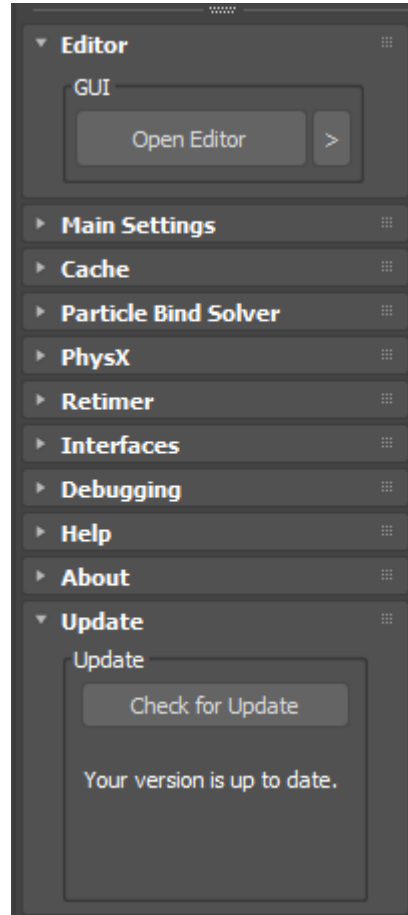 Editor
GUI
Open Editor >
Main Settings
Cache
Particle Bind Solver
PhysX
Retimer
Interfaces
Debugging
Help
About
Update
Update
Check for Update
Your version is up to date.